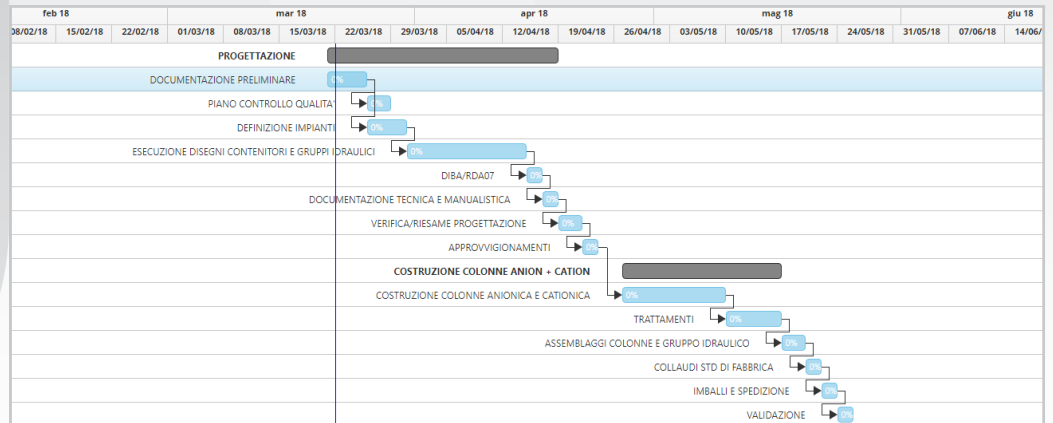 feb 18 mar 18 apr 18 mag 18 giu 18
08/02/18 15/02/18 22/02/18 01/03/18 08/03/18 15/03/18 22/03/18 29/03/18 05/04/18 12/04/18 19/04/18 26/04/18 03/05/18 10/05/18 17/05/18 24/05/18 31/05/18 07/06/18 14/06/
PROGETTAZIONE
DOCUMENTAZIONE PRELIMINARE 0%
PIANO CONTROLLO QUALITA' 0%
DEFINIZIONE IMPIANTI 0%
ESECUZIONE DISEGNI CONTENITORI E GRUPPI IDRAULICI 0%
DIBA/RDA07 0%
DOCUMENTAZIONE TECNICA E MANUALISTICA 0%
VERIFICA/RIESAME PROGETTAZIONE 0%
APPROVVIGIONAMENTI 0%
COSTRUZIONE COLONNE ANION + CATION
COSTRUZIONE COLONNE ANIONICA E CATIONICA 0%
TRATTAMENTI 0%
ASSEMBLAGGI COLONNE E GRUPPO IDRAULICO 0%
COLLAUDI STD DI FABBRICA 0%
IMBALLI E SPEDIZIONE 0%
VALIDAZIONE 0%